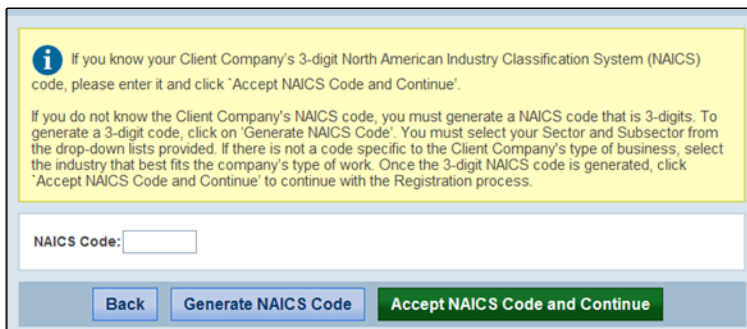 If you know your Client Company's 3-digit North American Industry Classification System (NAICS)
code, please enter it and click `Accept NAICS Code and Continue'.
If you do not know the Client Company's NAICS code, you must generate a NAICS code that is 3-digits. To
generate a 3-digit code, click on 'Generate NAICS Code'. You must select your Sector and Subsector from
the drop-down lists provided. If there is not a code specific to the Client Company's type of business, select
the industry that best fits the company's type of work. Once the 3-digit NAICS code is generated, click
`Accept NAICS Code and Continue' to continue with the Registration process.
NAICS Code:
Back Generate NAICS Code Accept NAICS Code and Continue